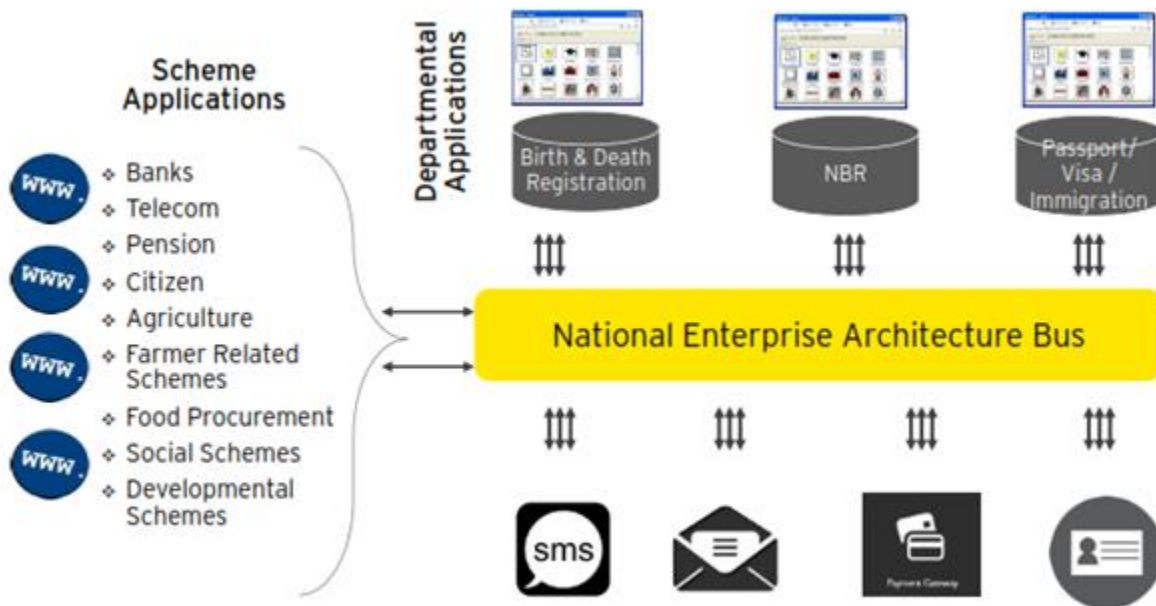 Scheme
Applications
www.
www.
www.
www.
❖ Banks
❖ Telecom
❖ Pension
❖ Citizen
❖ Agriculture
❖ Farmer Related
Schemes
❖ Food Procurement
❖ Social Schemes
❖ Developmental
Schemes
Departmental
Applications
Birth & Death
Registration
NBR
Passport/
Visa /
Immigration
National Enterprise Architecture Bus
sms
Payment Gateway